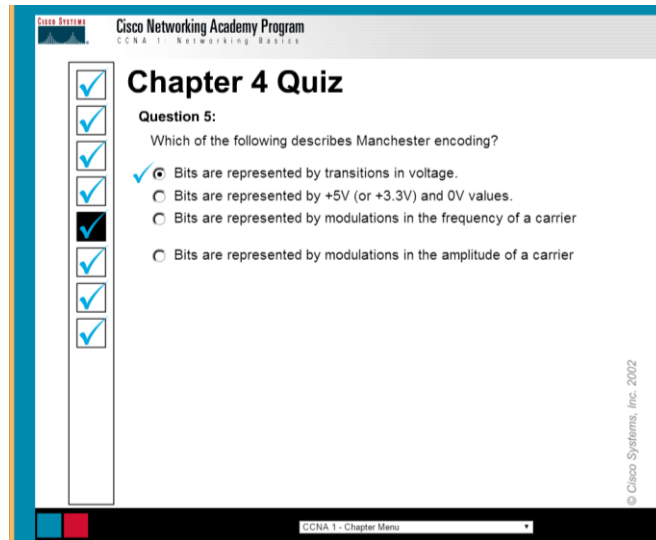 CISCO SYSTEMS
Cisco Networking Academy Program
CCNA 1: Networking Basics
Chapter 4 Quiz
Question 5:
Which of the following describes Manchester encoding?
Bits are represented by transitions in voltage.
Bits are represented by +5V (or +3.3V) and 0V values.
Bits are represented by modulations in the frequency of a carrier
Bits are represented by modulations in the amplitude of a carrier
© Cisco Systems, Inc. 2002
CCNA 1 - Chapter Menu